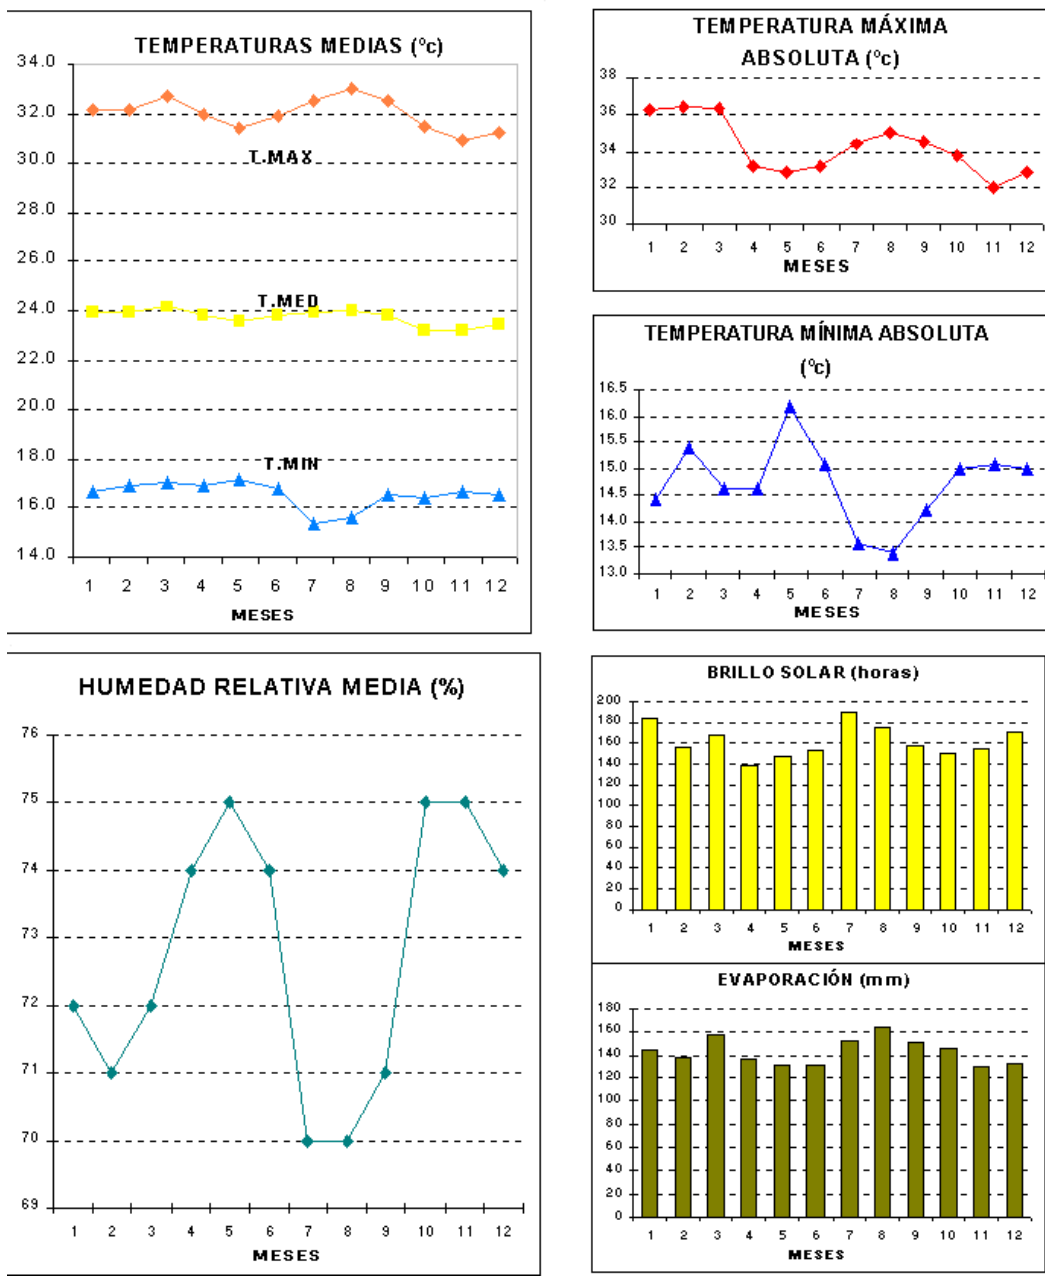 TEMPERATURAS MEDIAS (ºc)
34.0
32.0
30.0
28.0
26.0
24.0
22.0
20.0
18.0
16.0
14.0
T.MAX
T.MED
T.MIN
1 2 3 4 5 6 7 8 9 10 11 12
MESES
TEMPERATURA MÁXIMA
ABSOLUTA (ºc)
38
36
34
32
30
1 2 3 4 5 6 7 8 9 10 11 12
MESES
TEMPERATURA MÍNIMA ABSOLUTA
(ºc)
16.5
16.0
15.5
15.0
14.5
14.0
13.5
13.0
1 2 3 4 5 6 7 8 9 10 11 12
MESES
HUMEDAD RELATIVA MEDIA (%)
76
75
74
73
72
71
70
69
1 2 3 4 5 6 7 8 9 10 11 12
MESES
BRILLO SOLAR (horas)
200
180
160
140
120
100
80
60
40
20
0
1 2 3 4 5 6 7 8 9 10 11 12
MESES
EVAPORACIÓN (mm)
180
160
140
120
100
80
60
40
20
0
1 2 3 4 5 6 7 8 9 10 11 12
MESES